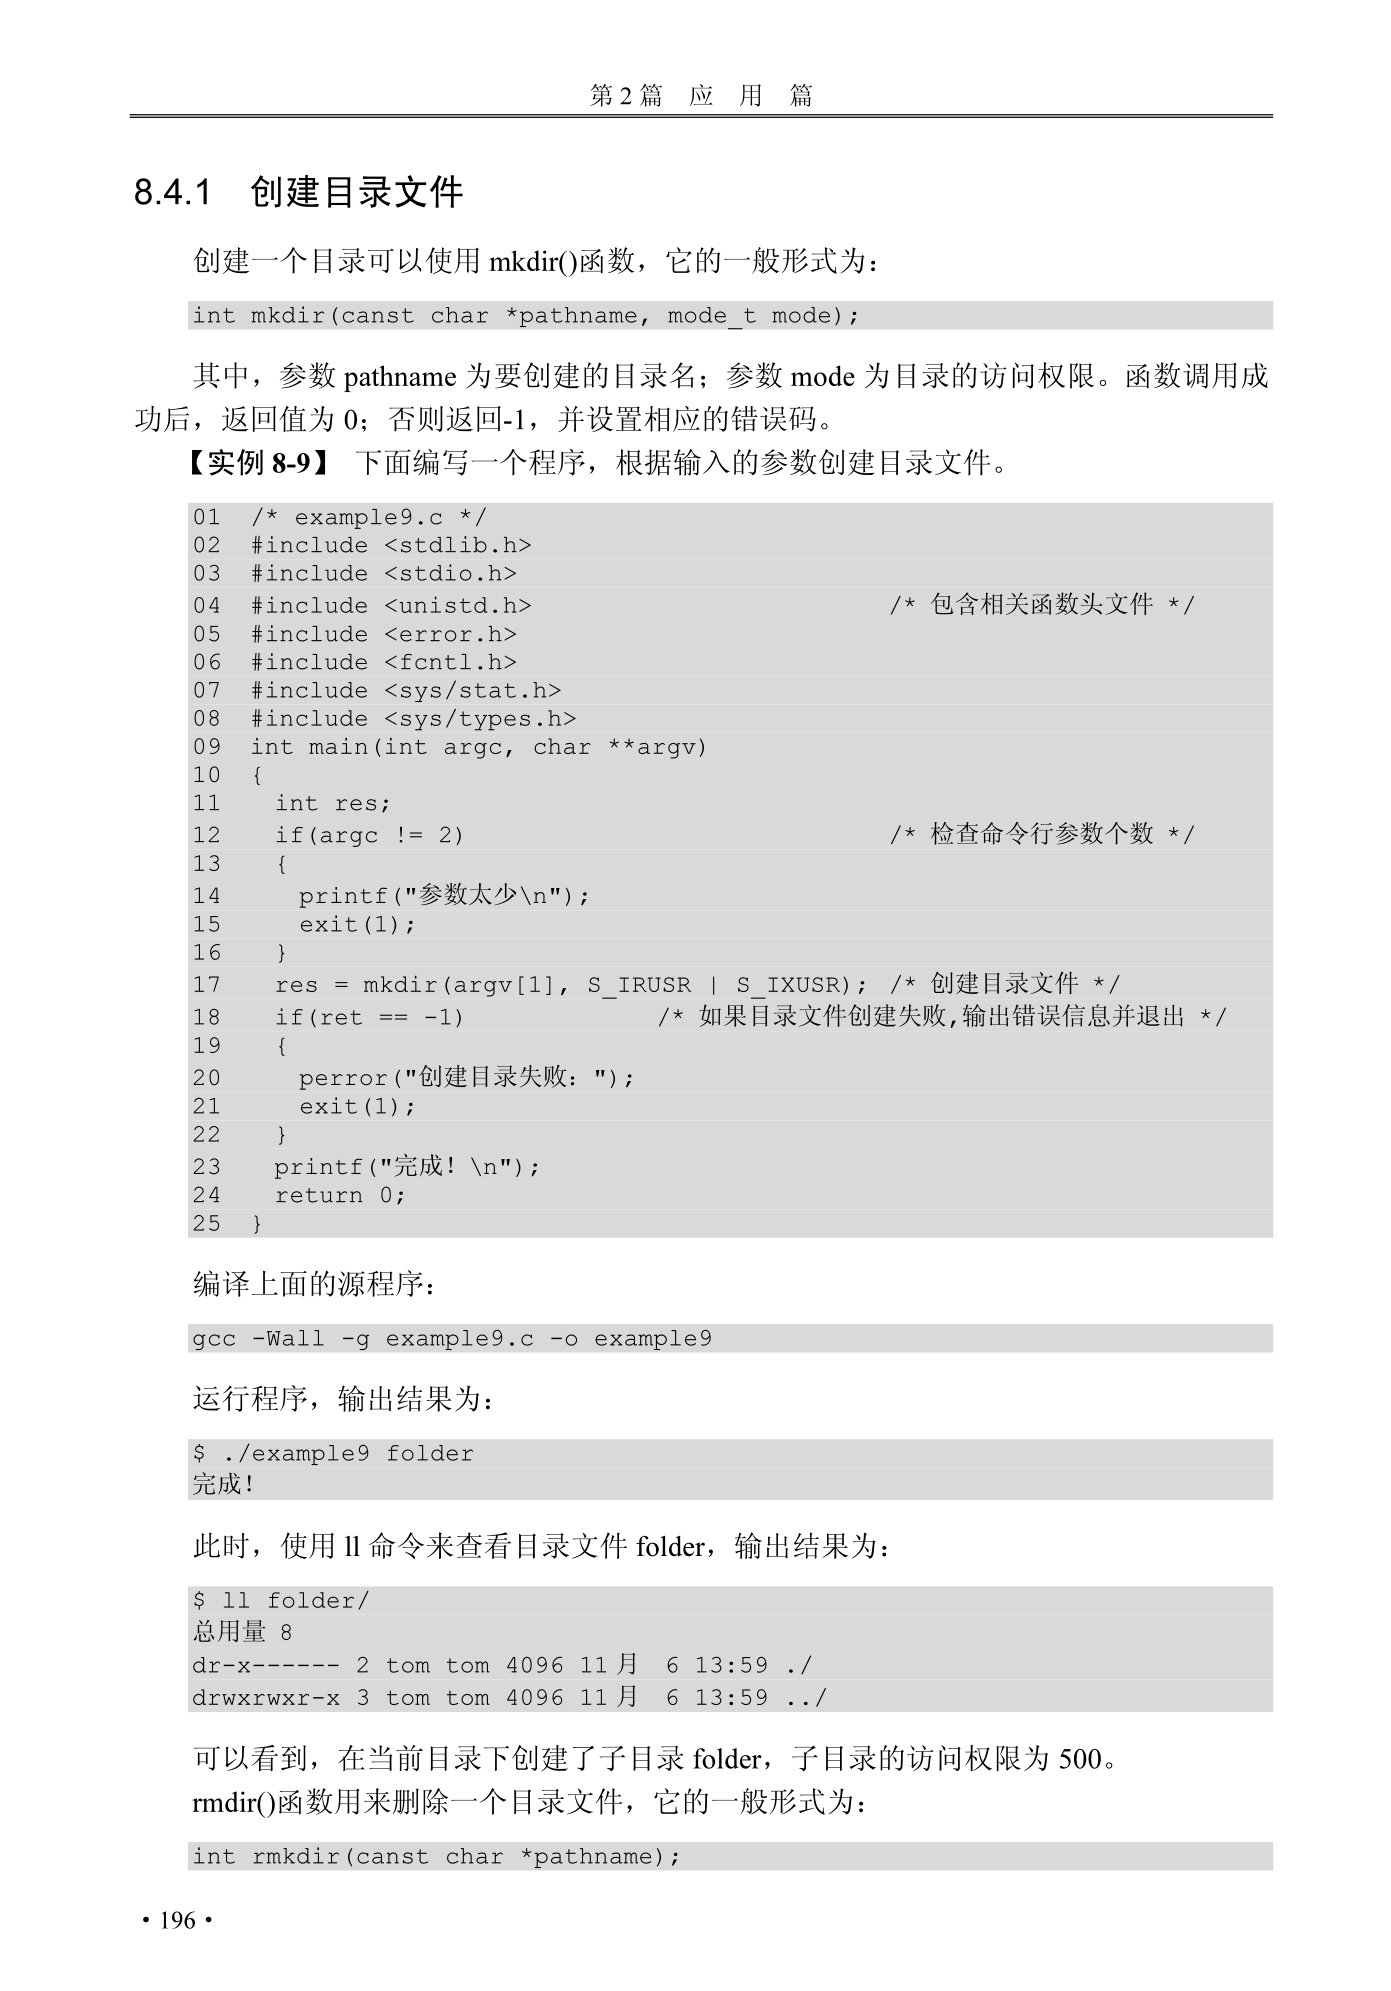 第 2 篇　应　用　篇
8.4.1　创建目录文件
创建一个目录可以使用 mkdir()函数，它的一般形式为：
int mkdir(canst char *pathname, mode_t mode);
其中，参数 pathname 为要创建的目录名；参数 mode 为目录的访问权限。函数调用成
功后，返回值为 0；否则返回-1，并设置相应的错误码。
【实例 8-9】 下面编写一个程序，根据输入的参数创建目录文件。
01  /* example9.c */
02  #include <stdlib.h>
03  #include <stdio.h>
04  #include <unistd.h>                        /* 包含相关函数头文件 */
05  #include <error.h>
06  #include <fcntl.h>
07  #include <sys/stat.h>
08  #include <sys/types.h>
09  int main(int argc, char **argv)
10  {
11    int res;
12    if(argc != 2)                             /* 检查命令行参数个数 */
13    {
14      printf("参数太少\n");
15      exit(1);
16    }
17    res = mkdir(argv[1], S_IRUSR | S_IXUSR); /* 创建目录文件 */
18    if(ret == -1)             /* 如果目录文件创建失败,输出错误信息并退出 */
19    {
20      perror("创建目录失败：");
21      exit(1);
22    }
23    printf("完成！\n");
24    return 0;
25  }
编译上面的源程序：
gcc -Wall -g example9.c -o example9
运行程序，输出结果为：
$ ./example9 folder
完成！
此时，使用 ll 命令来查看目录文件 folder，输出结果为：
$ ll folder/
总用量 8
dr-x------ 2 tom tom 4096 11 月  6 13:59 ./
drwxrwxr-x 3 tom tom 4096 11 月  6 13:59 ../
可以看到，在当前目录下创建了子目录 folder，子目录的访问权限为 500。
rmdir()函数用来删除一个目录文件，它的一般形式为：
int rmkdir(canst char *pathname);
· 196 ·